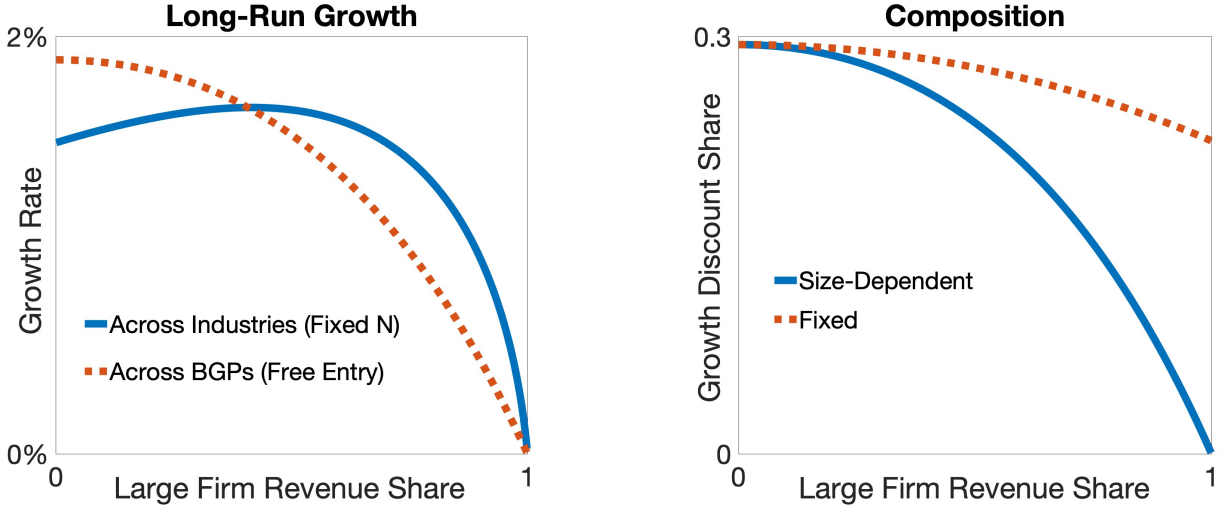 Long-Run Growth
2%
0%
Growth Rate
Across Industries (Fixed N)
Across BGPs (Free Entry)
0
1
Large Firm Revenue Share
Composition
0.3
0
Growth Discount Share
Size-Dependent
Fixed
0
1
Large Firm Revenue Share